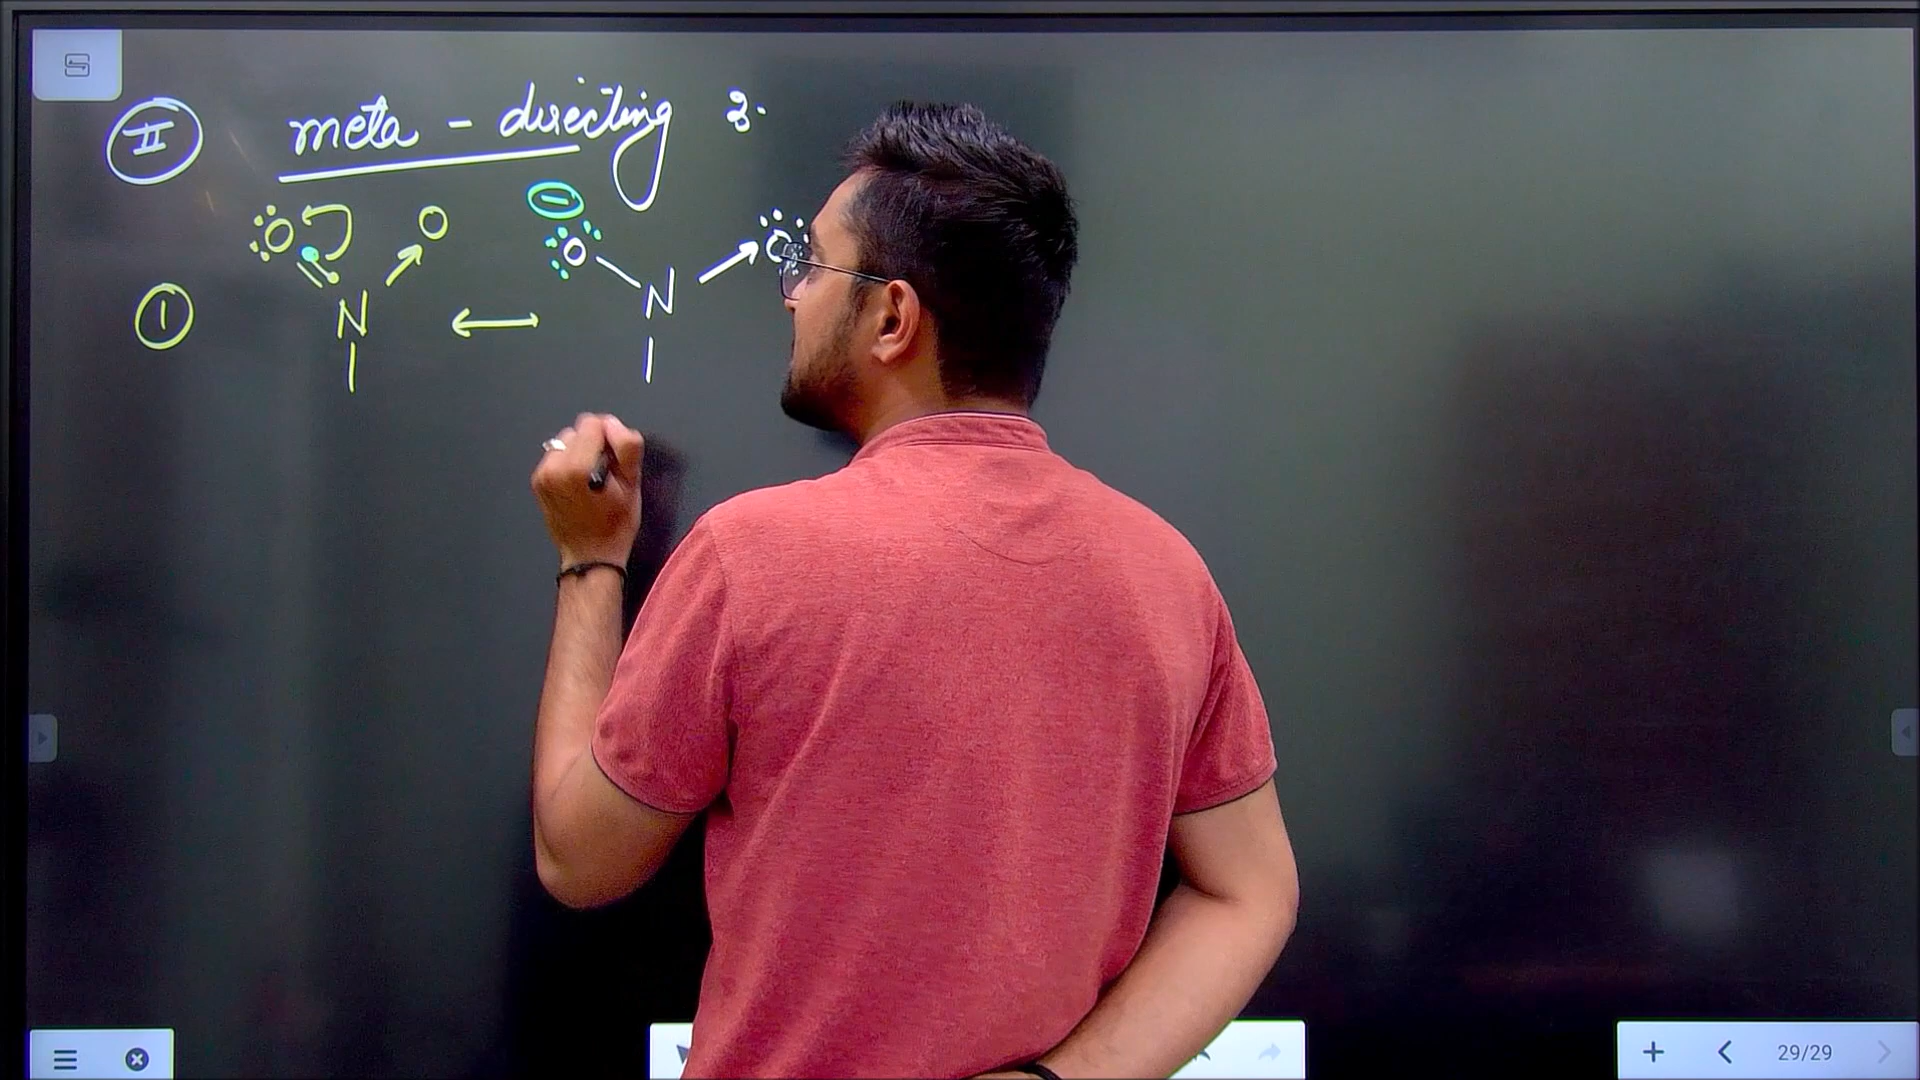 II meta - directing :-
O O ⊖ O O
1 N ⟷ N
29/29